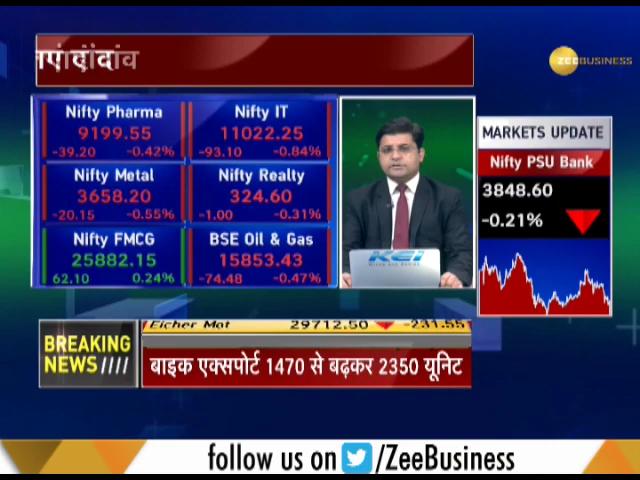 ZEEBUSINESS
Nifty Pharma
9199.55
-39.20 -0.42%
Nifty IT
11022.25
-93.10 -0.84%
Nifty Metal
3658.20
-20.15 -0.55%
Nifty Realty
324.60
-1.00 -0.31%
Nifty FMCG
25882.15
62.10 0.24%
BSE Oil & Gas
15853.43
-74.48 -0.47%
KEI
MARKETS UPDATE
Nifty PSU Bank
3848.60
-0.21%
BREAKING
NEWS ////
Eicher Mot 29712.50 -231.55
बाइक एक्सपोर्ट 1470 से बढ़कर 2350 यूनिट
follow us on /ZeeBusiness